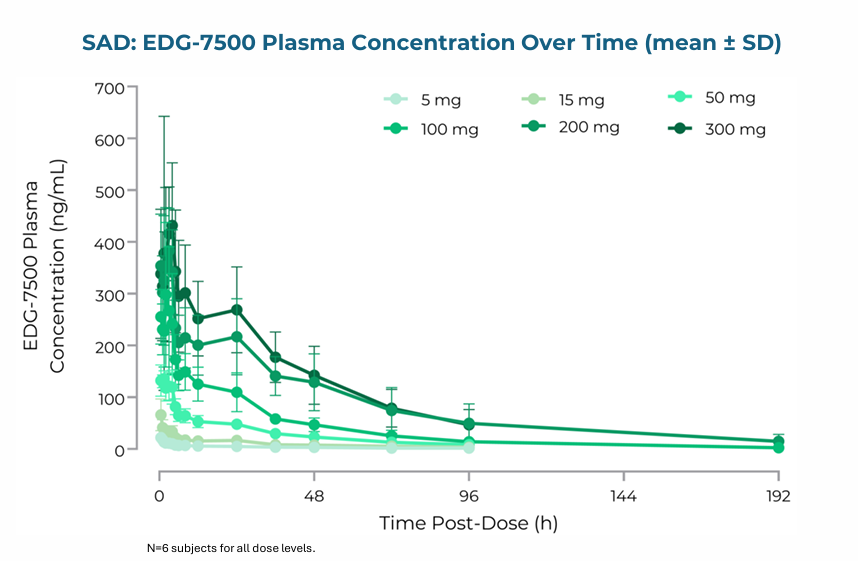 SAD: EDG-7500 Plasma Concentration Over Time (mean ± SD)
5 mg
15 mg
50 mg
100 mg
200 mg
300 mg
EDG-7500 Plasma
Concentration (ng/mL)
700
600
500
400
300
200
100
0
0
48
96
144
192
Time Post-Dose (h)
N=6 subjects for all dose levels.